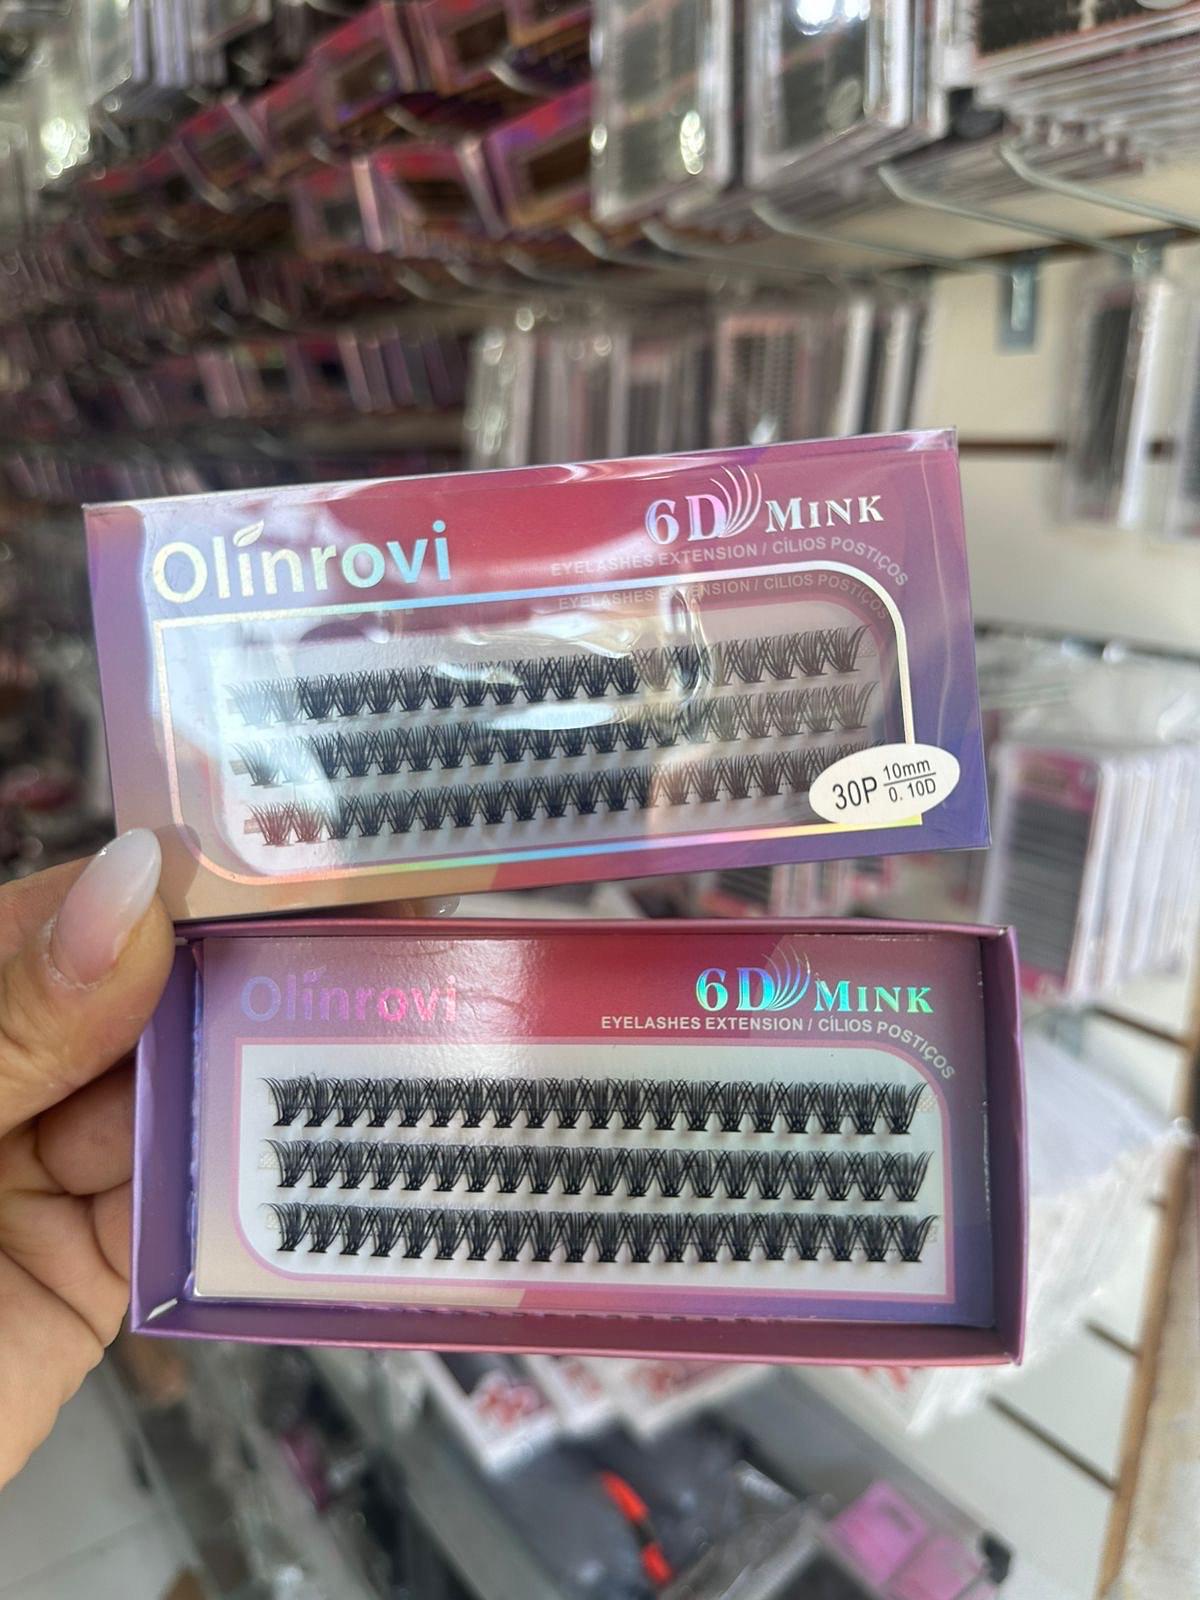 Olinrovi
6D MINK
EYELASHES EXTENSION / CÍLIOS POSTIÇOS
EYELASHES EXTENSION / CÍLIOS POSTIÇOS
30P 10mm
0.10D
Olinrovi
6D MINK
EYELASHES EXTENSION / CÍLIOS POSTIÇOS